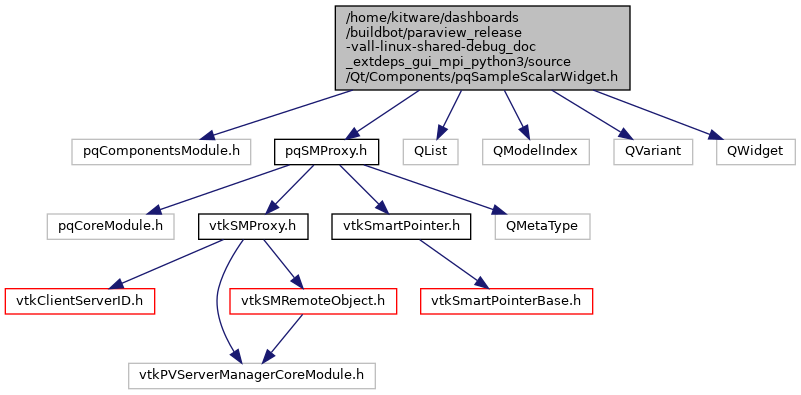 /home/kitware/dashboards
/buildbot/paraview_release
-vall-linux-shared-debug_doc
_extdeps_gui_mpi_python3/source
/Qt/Components/pqSampleScalarWidget.h
pqComponentsModule.h
pqSMProxy.h
QList
QModelIndex
QVariant
QWidget
pqCoreModule.h
vtkSMProxy.h
vtkSmartPointer.h
QMetaType
vtkClientServerID.h
vtkSMRemoteObject.h
vtkSmartPointerBase.h
vtkPVServerManagerCoreModule.h